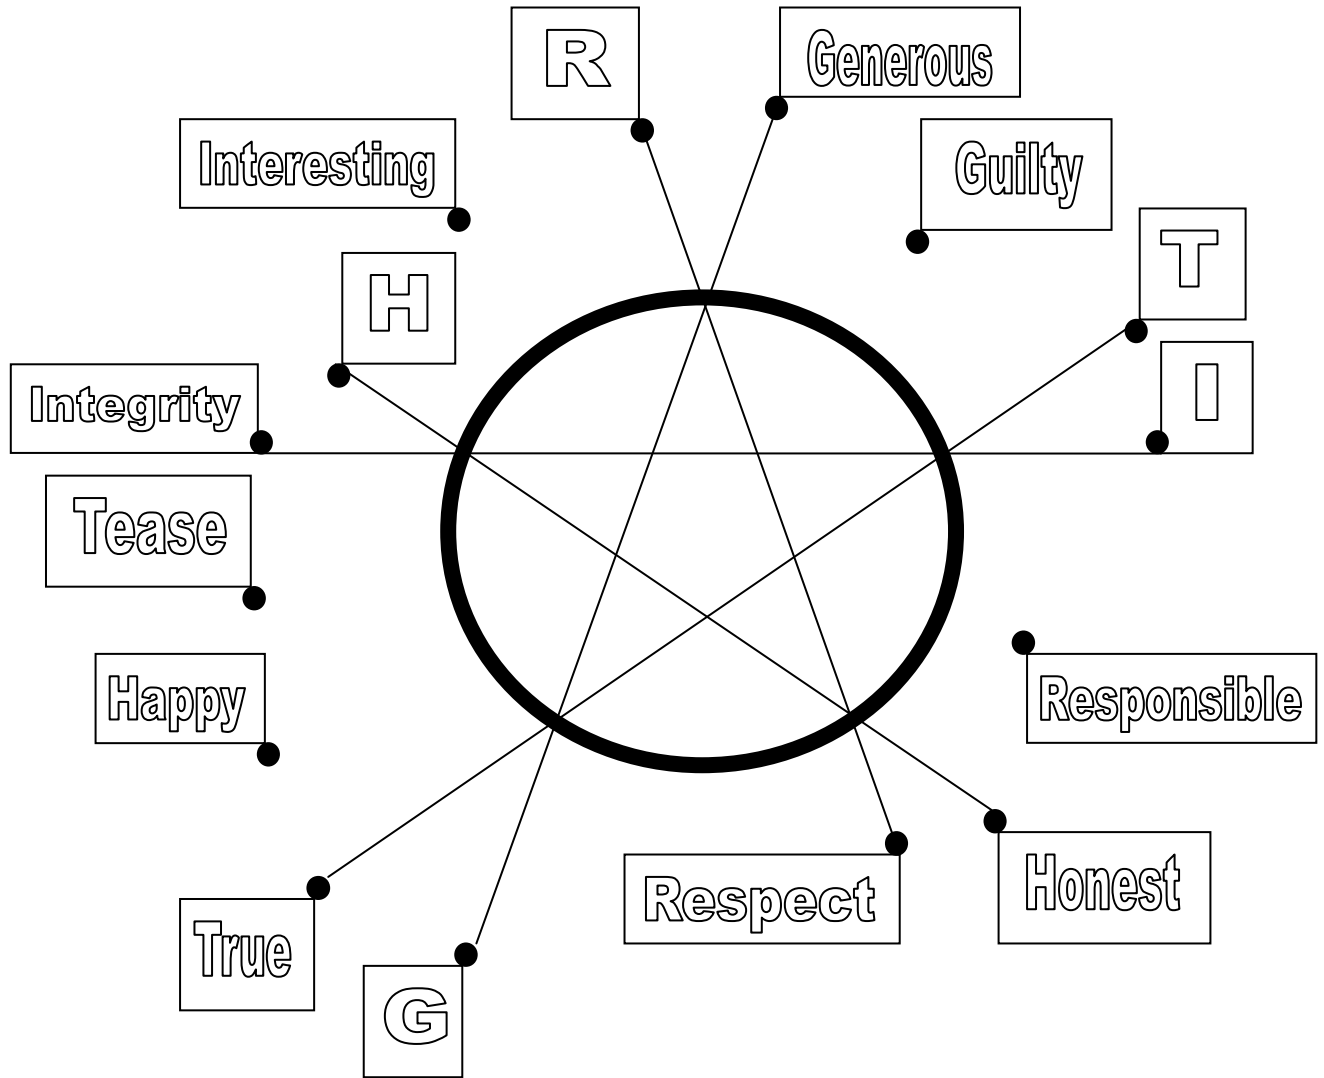 R
Generous
Interesting
Guilty
T
H
I
Integrity
Tease
Happy
Responsible
Honest
Respect
True
G